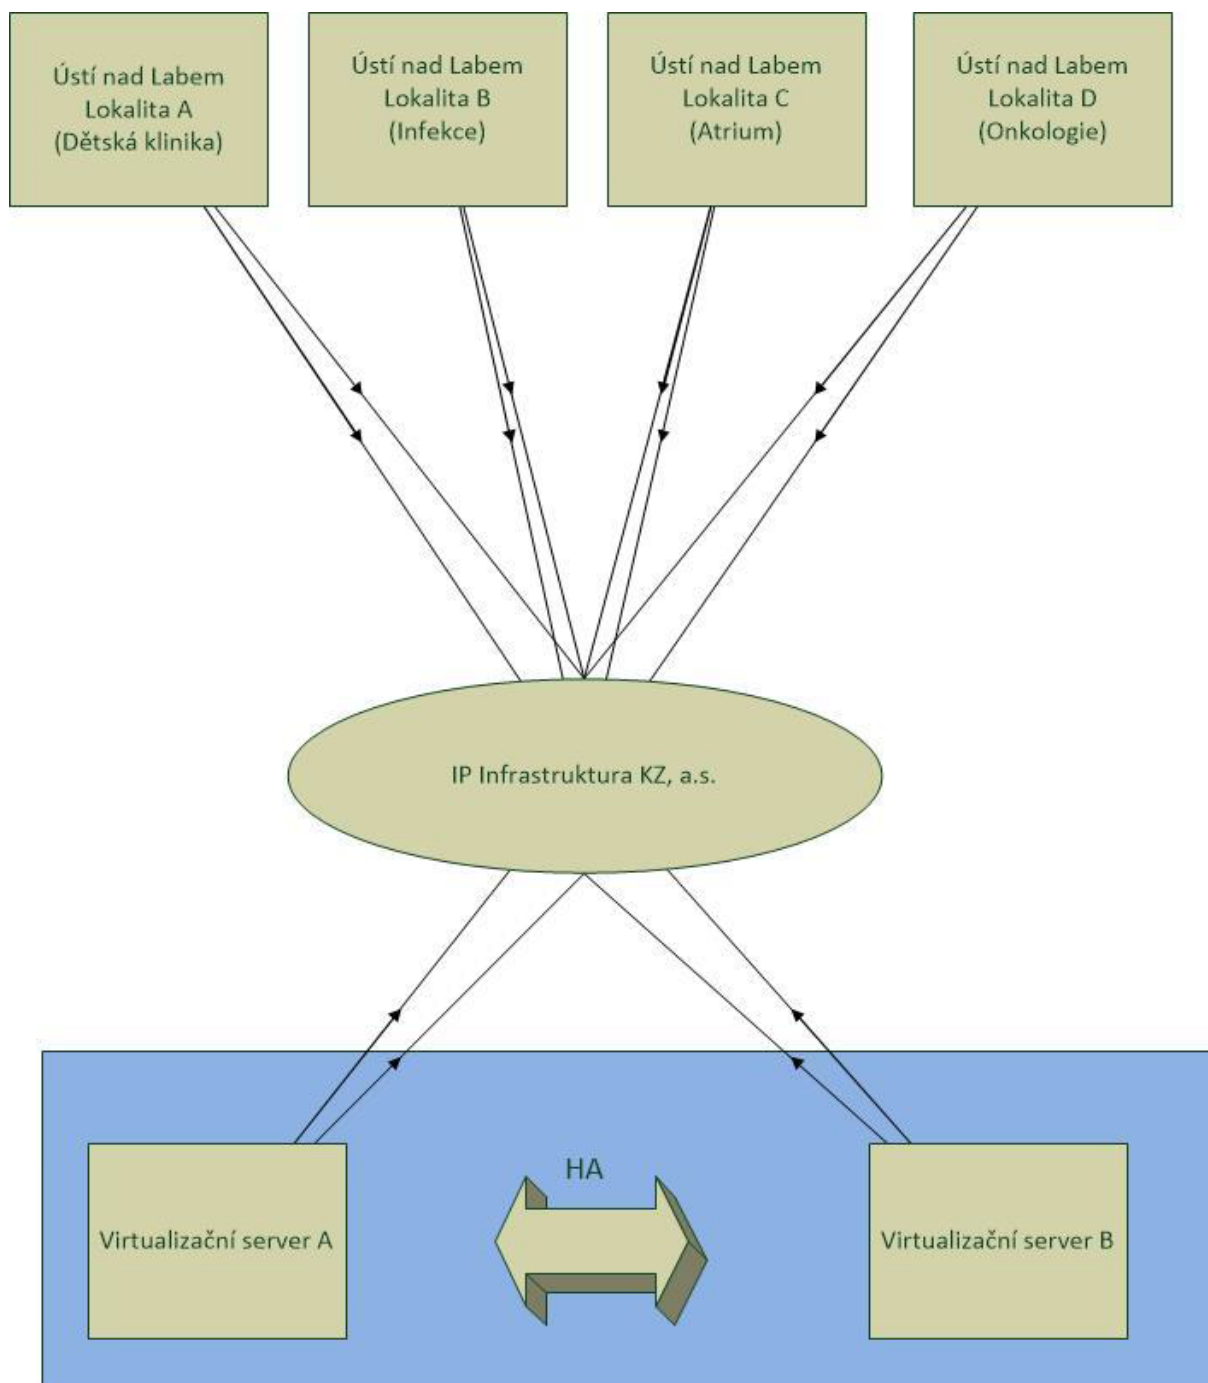 Ústí nad Labem
Lokalita A
(Dětská klinika)
Ústí nad Labem
Lokalita B
(Infekce)
Ústí nad Labem
Lokalita C
(Atrium)
Ústí nad Labem
Lokalita D
(Onkologie)
IP Infrastruktura KZ, a.s.
HA
Virtualizační server A
Virtualizační server B